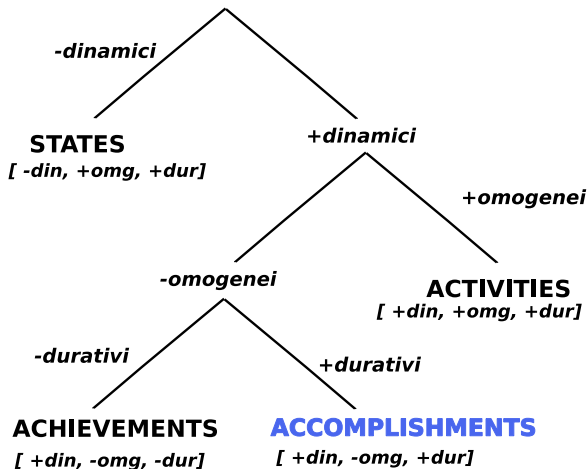 -dinamici
STATES
[ -din, +omg, +dur]
+dinamici
+omogenei
-omogenei
ACTIVITIES
[ +din, +omg, +dur]
-durativi
+durativi
ACHIEVEMENTS
[ +din, -omg, -dur]
ACCOMPLISHMENTS
[ +din, -omg, +dur]